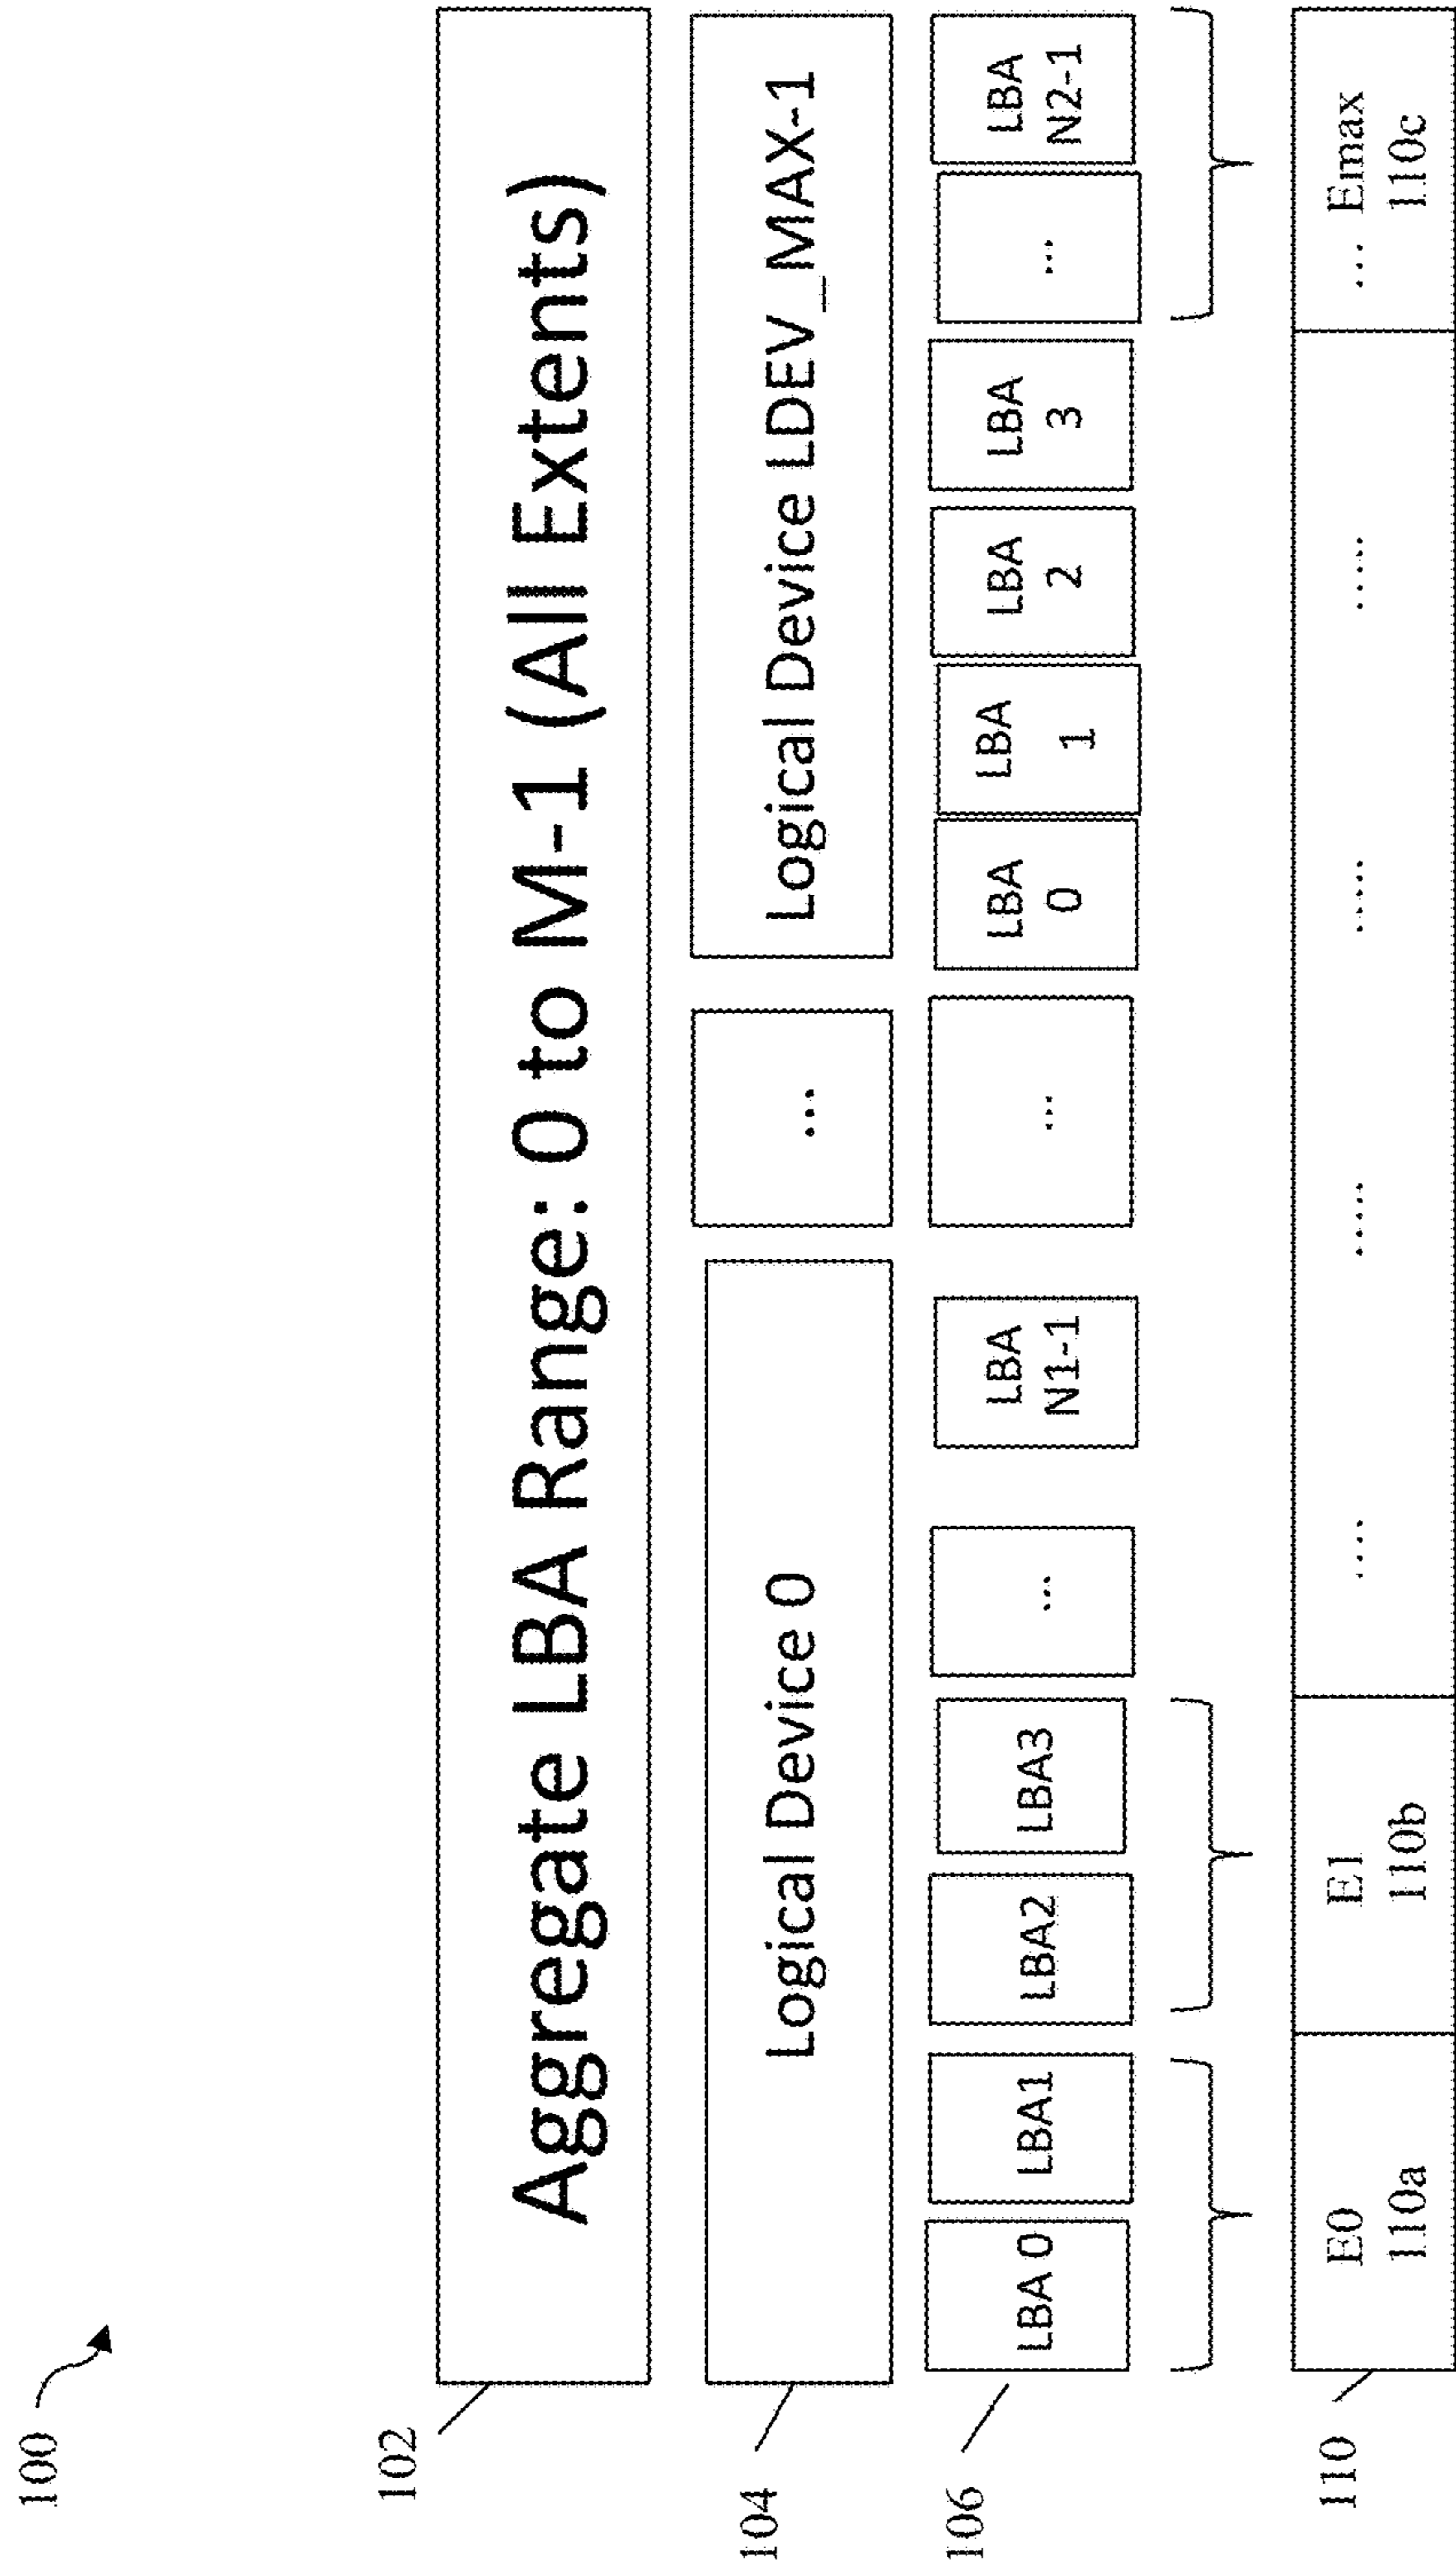 100
102
Aggregate LBA Range: 0 to M-1 (All Extents)
104
Logical Device 0
...
Logical Device LDEV_MAX-1
106
LBA 0
LBA1
LBA2
LBA3
...
LBA
N1-1
...
LBA
0
LBA
1
LBA
2
LBA
3
...
LBA
N2-1
110
E0
110a
E1
110b
....
.....
.....
.....
... Emax
110c